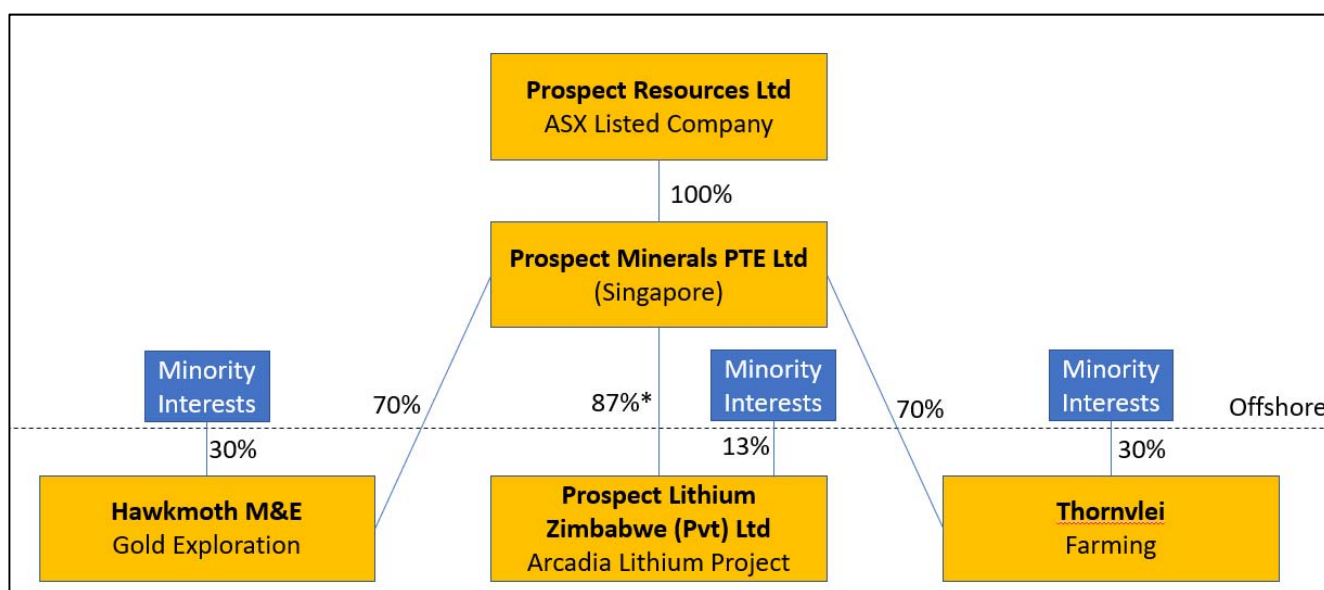 Prospect Resources Ltd
ASX Listed Company
100%
Prospect Minerals PTE Ltd
(Singapore)
Minority
Interests
70%
87%*
Minority
Interests
70%
Minority
Interests
Offshore
30%
13%
30%
Hawkmoth M&E
Gold Exploration
Prospect Lithium
Zimbabwe (Pvt) Ltd
Arcadia Lithium Project
Thornvlei
Farming